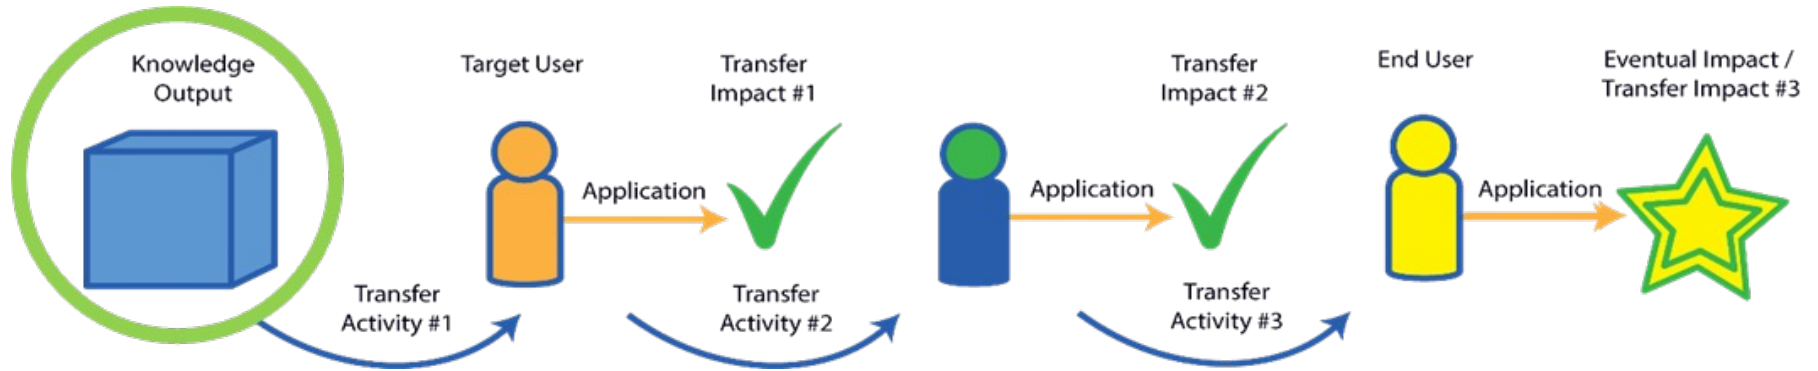 Knowledge
Output
Target User
Transfer
Impact #1
Transfer
Impact #2
End User
Eventual Impact /
Transfer Impact #3
Application
Application
Application
Transfer
Activity #1
Transfer
Activity #2
Transfer
Activity #3